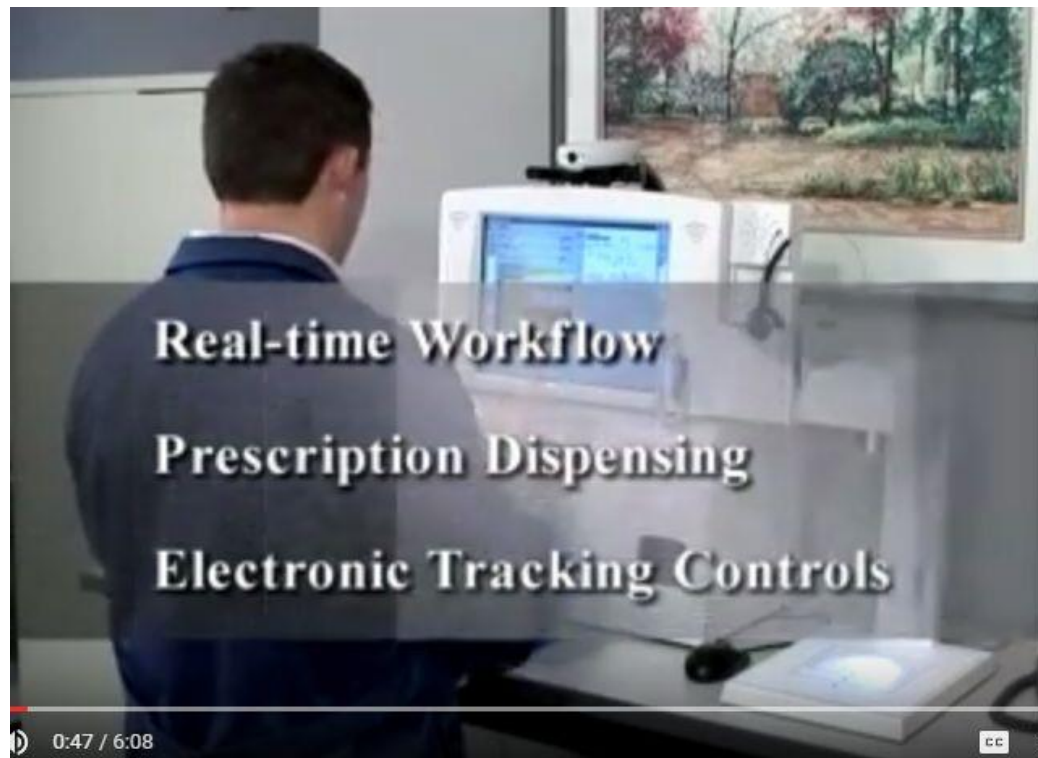 Real-time Workflow
Prescription Dispensing
Electronic Tracking Controls
0:47 / 6:08
CC